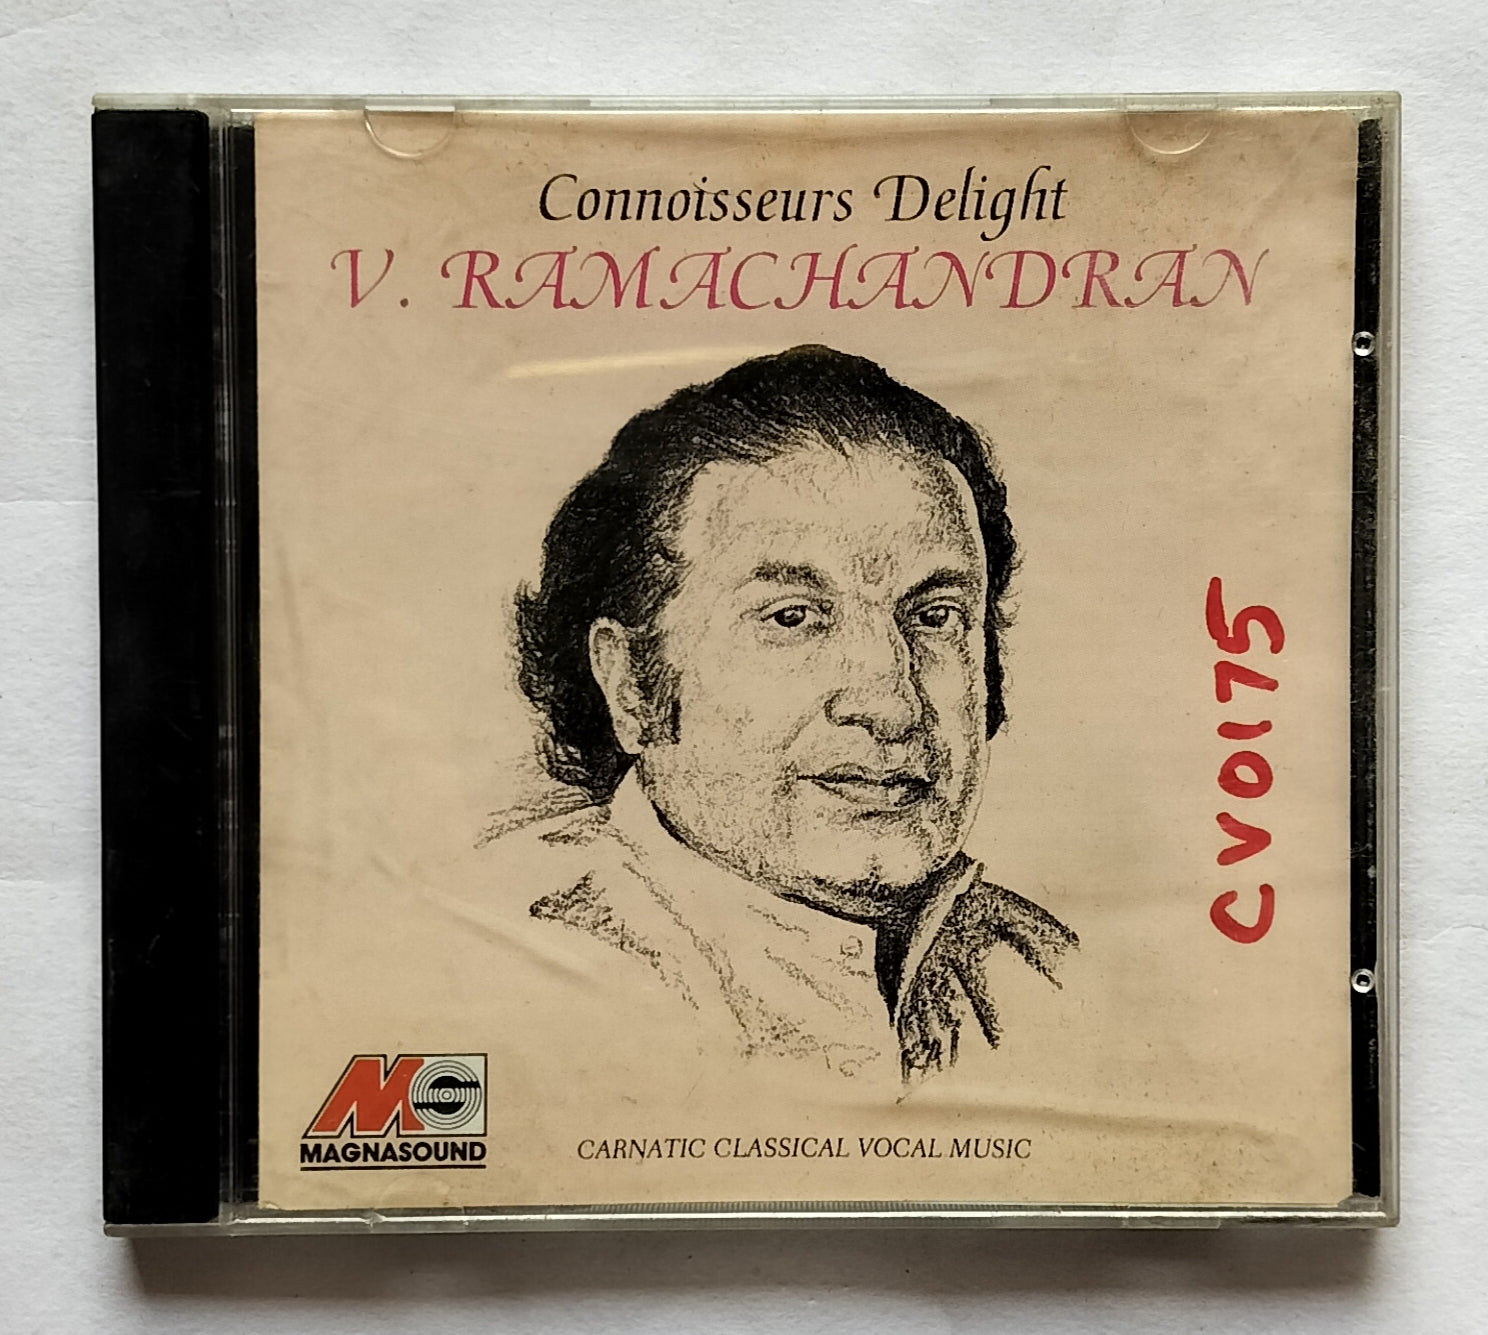 Connoisseurs Delight
V. RAMACHANDRAN
CV0175
MAGNASOUND
CARNATIC CLASSICAL VOCAL MUSIC